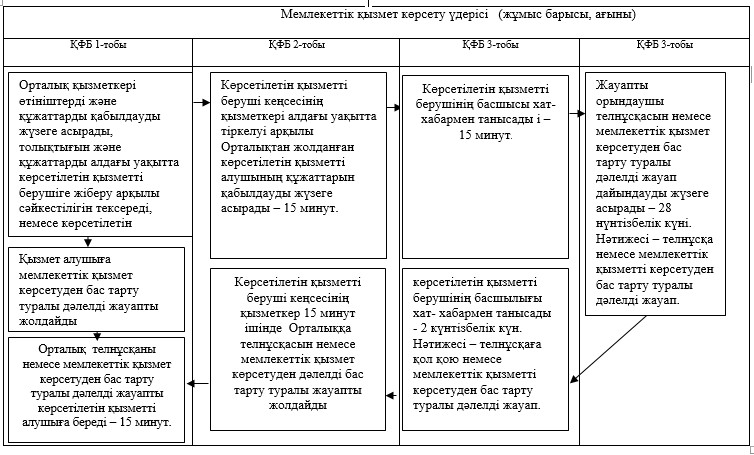 Мемлекеттік қызмет көрсету үдерісі (жұмыс барысы, ағыны)
ҚФБ 1-тобы
ҚФБ 2-тобы
ҚФБ 3-тобы
ҚФБ 3-тобы
Орталық қызметкері
өтініштерді және
құжаттарды қабылдауды
жүзеге асырады,
толықтығын және
құжаттарды алдағы уақытта
көрсетілетін қызметті
берушіге жіберу арқылы
сәйкестілігін тексереді,
немесе көрсетілетін
Көрсетілетін қызметті
беруші кеңсесінің
қызметкері алдағы уақытта
тіркелуі арқылы
Орталықтан жолданған
көрсетілетін қызметті
алушының құжаттарын
қабылдауды жүзеге
асырады – 15 минут.
Көрсетілетін қызметті
берушінің басшысы хат-
хабармен танысады і –
15 минут.
Жауапты
орындаушы
телнұсқасын немесе
мемлекеттік қызмет
көрсетуден бас
тарту туралы
дәлелді жауап
дайындауды жүзеге
асырады – 28
нүнтізбелік күні.
Нәтижесі – телнұсқа
немесе мемлекеттік
қызметті көрсетуден
бас тарту туралы
дәлелді жауап.
Қызмет алушыға
мемлекеттік қызмет
көрсетуден бас тарту
туралы дәлелді жауапты
жолдайды
Көрсетілетін қызметті
беруші кеңсесінің
қызметкер 15 минут
ішінде Орталыққа
телнұсқасын немесе
мемлекеттік қызмет
көрсетуден дәлелді бас
тарту туралы жауапты
жолдайды
көрсетілетін қызметті
берушінің басшылығы
хат- хабармен танысады
- 2 күнтізбелік күн.
Нәтижесі – телнұсқаға
қол қою немесе
мемлекеттік қызметті
көрсетуден бас тарту
туралы дәлелді жауап.
Орталық телнұсқаны
немесе мемлекеттік қызмет
көрсетуден бас тарту
туралы дәлелді жауапты
көрсетілетін қызметті
алушыға береді – 15 минут.